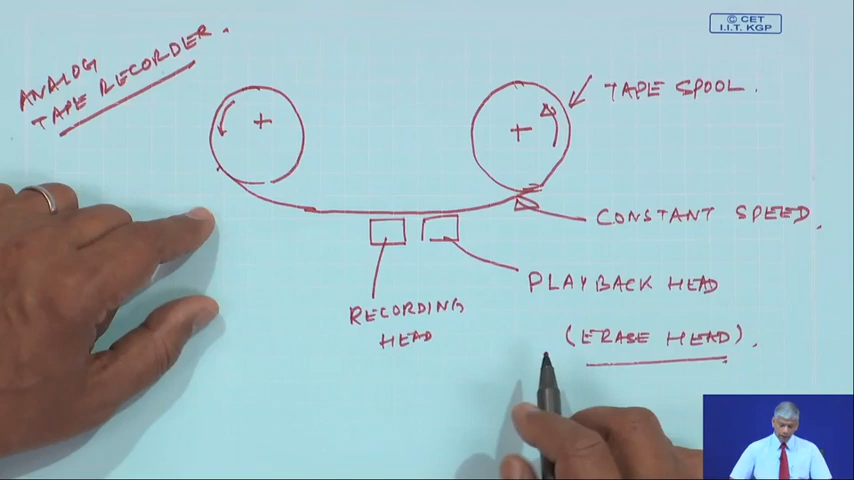 © CET
I.I.T. KGP
ANALOG
TAPE RECORDER.
TAPE SPOOL.
CONSTANT SPEED.
PLAYBACK HEAD
RECORDING
HEAD
(ERASE HEAD).